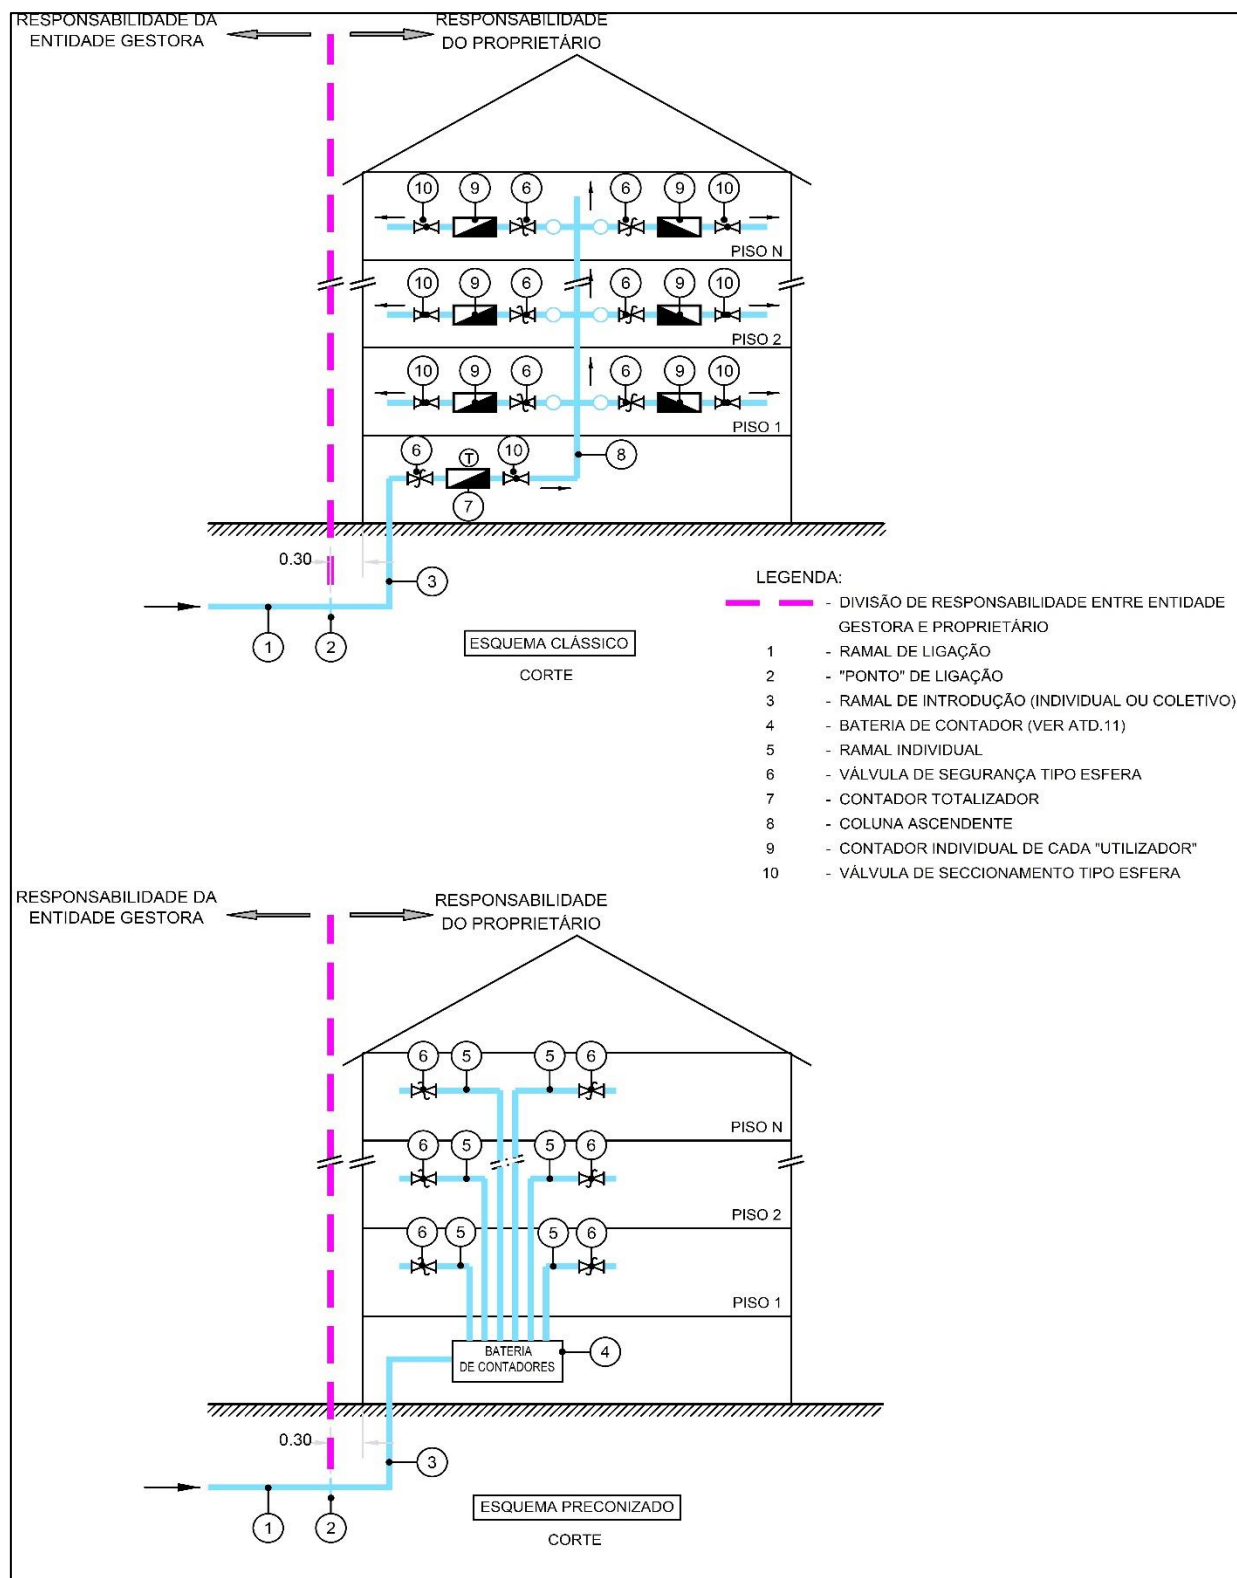 RESPONSABILIDADE DA
ENTIDADE GESTORA
RESPONSABILIDADE
DO PROPRIETÁRIO
10 9 6 6 9 10
PISO N
10 9 6 6 9 10
PISO 2
10 9 6 6 9 10
PISO 1
6 T 10 8
7
0.30
3
1 2
ESQUEMA CLÁSSICO
CORTE
LEGENDA:
- DIVISÃO DE RESPONSABILIDADE ENTRE ENTIDADE
GESTORA E PROPRIETÁRIO
1 - RAMAL DE LIGAÇÃO
2 - "PONTO" DE LIGAÇÃO
3 - RAMAL DE INTRODUÇÃO (INDIVIDUAL OU COLETIVO)
4 - BATERIA DE CONTADOR (VER ATD.11)
5 - RAMAL INDIVIDUAL
6 - VÁLVULA DE SEGURANÇA TIPO ESFERA
7 - CONTADOR TOTALIZADOR
8 - COLUNA ASCENDENTE
9 - CONTADOR INDIVIDUAL DE CADA "UTILIZADOR"
10 - VÁLVULA DE SECCIONAMENTO TIPO ESFERA
RESPONSABILIDADE DA
ENTIDADE GESTORA
RESPONSABILIDADE
DO PROPRIETÁRIO
6 5 5 6
PISO N
6 5 5 6
PISO 2
6 5 5 6
PISO 1
BATERIA
DE CONTADORES
4
0.30
3
1 2
ESQUEMA PRECONIZADO
CORTE